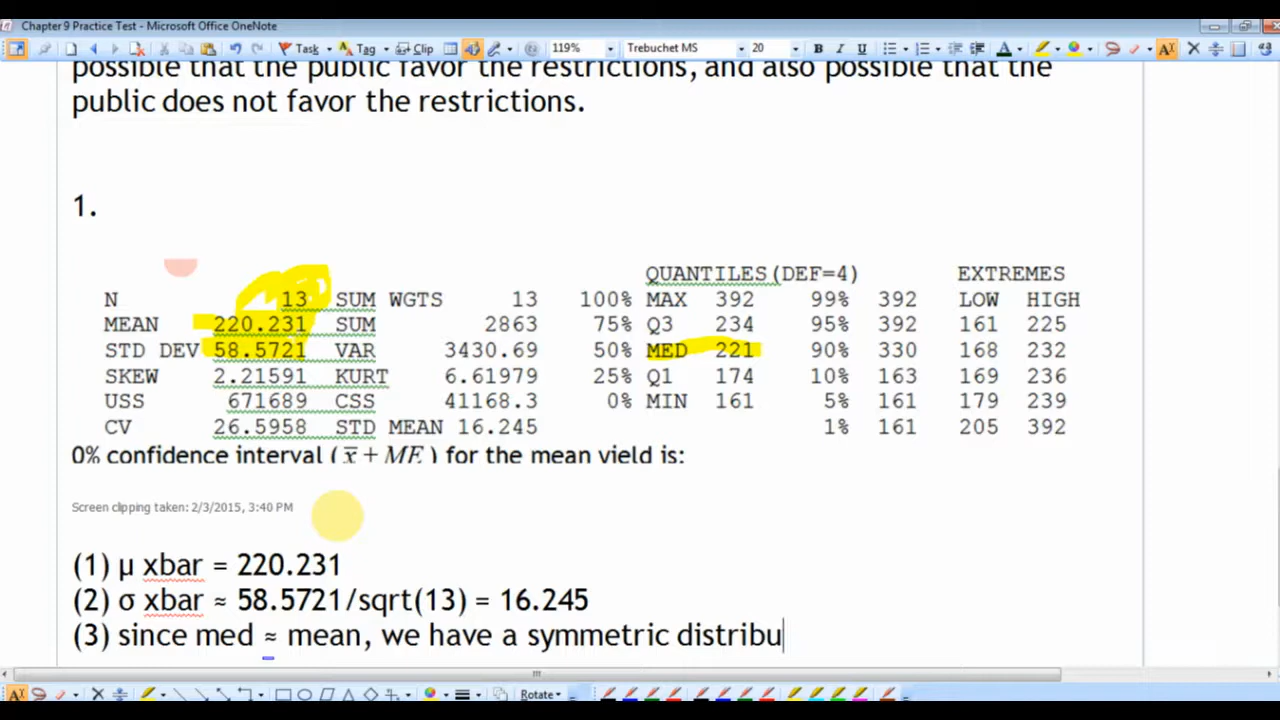 Chapter 9 Practice Test - Microsoft Office OneNote
Task Tag Clip 119% Trebuchet MS 20 B I U
possible that the public favor the restrictions, and also possible that the
public does not favor the restrictions.
1.
QUANTILES(DEF=4) EXTREMES
N 13 SUM WGTS 13 100% MAX 392 99% 392 LOW HIGH
MEAN 220.231 SUM 2863 75% Q3 234 95% 392 161 225
STD DEV 58.5721 VAR 3430.69 50% MED 221 90% 330 168 232
SKEW 2.21591 KURT 6.61979 25% Q1 174 10% 163 169 236
USS 671689 CSS 41168.3 0% MIN 161 5% 161 179 239
CV 26.5958 STD MEAN 16.245 1% 161 205 392
0% confidence interval (x̅ + ME) for the mean yield is:
Screen clipping taken: 2/3/2015, 3:40 PM
(1) μ xbar = 220.231
(2) σ xbar ≈ 58.5721/sqrt(13) = 16.245
(3) since med ≈ mean, we have a symmetric distribu
Rotate